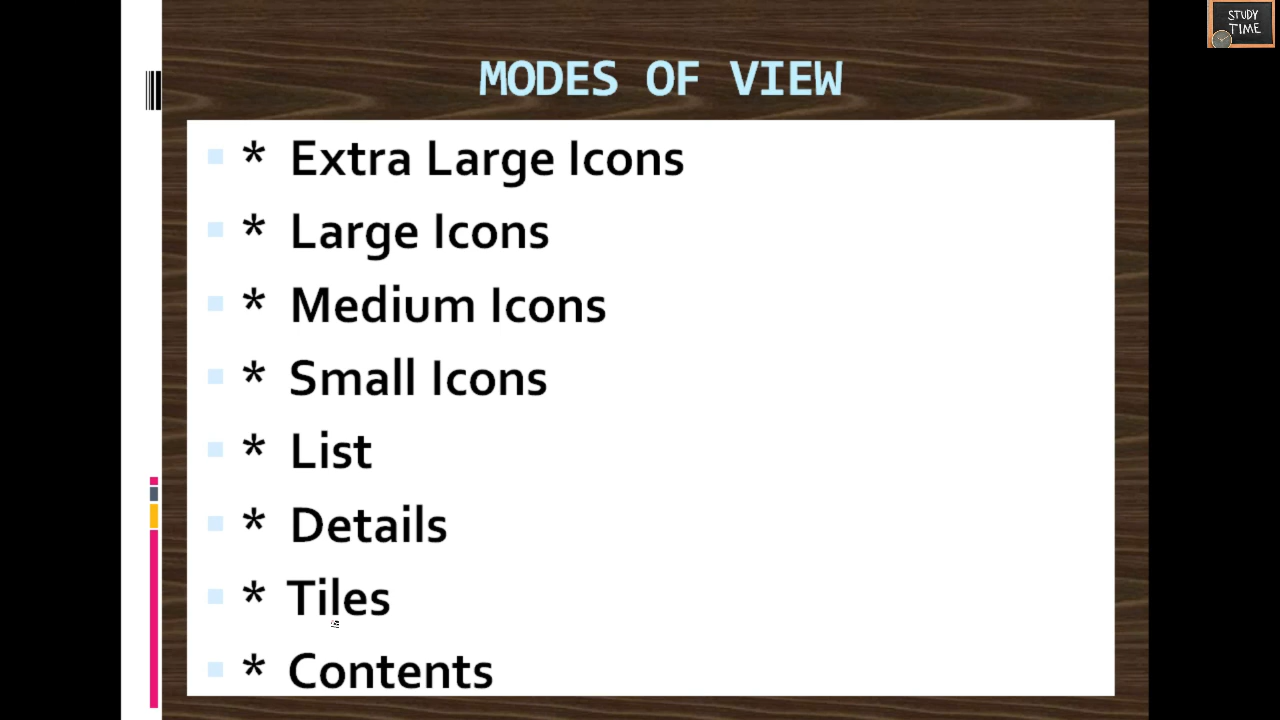 STUDY
TIME
MODES OF VIEW
* Extra Large Icons
* Large Icons
* Medium Icons
* Small Icons
* List
* Details
* Tiles
* Contents